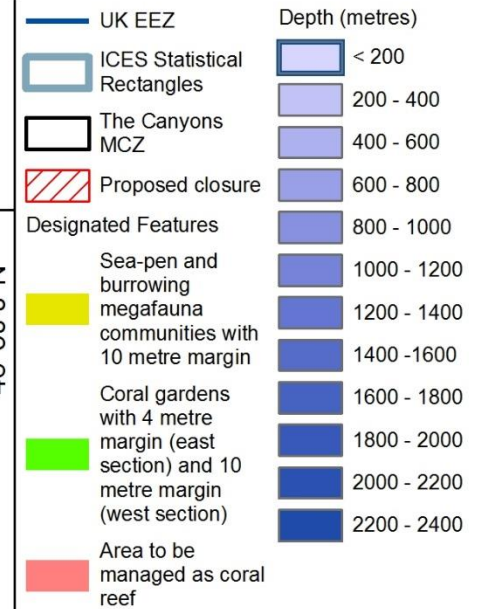 UK EEZ
ICES Statistical
Rectangles
The Canyons
MCZ
Proposed closure
Designated Features
Sea-pen and
burrowing
megafauna
communities with
10 metre margin
Coral gardens
with 4 metre
margin (east
section) and 10
metre margin
(west section)
Area to be
managed as coral
reef
Depth (metres)
< 200
200 - 400
400 - 600
600 - 800
800 - 1000
1000 - 1200
1200 - 1400
1400 -1600
1600 - 1800
1800 - 2000
2000 - 2200
2200 - 2400